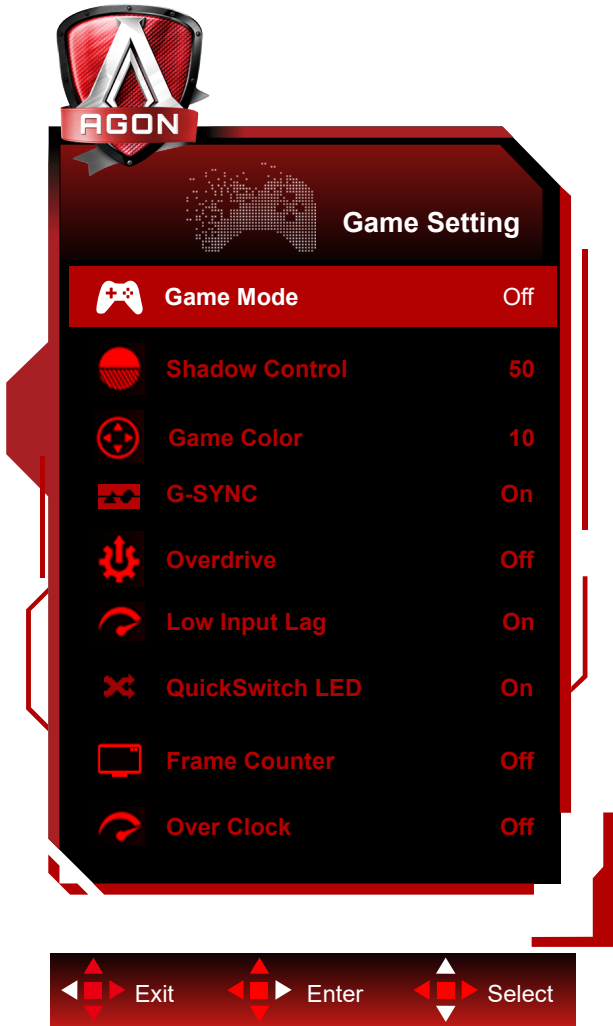 AGON
Game Setting
Game Mode Off
Shadow Control 50
Game Color 10
G-SYNC On
Overdrive Off
Low Input Lag On
QuickSwitch LED On
Frame Counter Off
Over Clock Off
Exit Enter Select